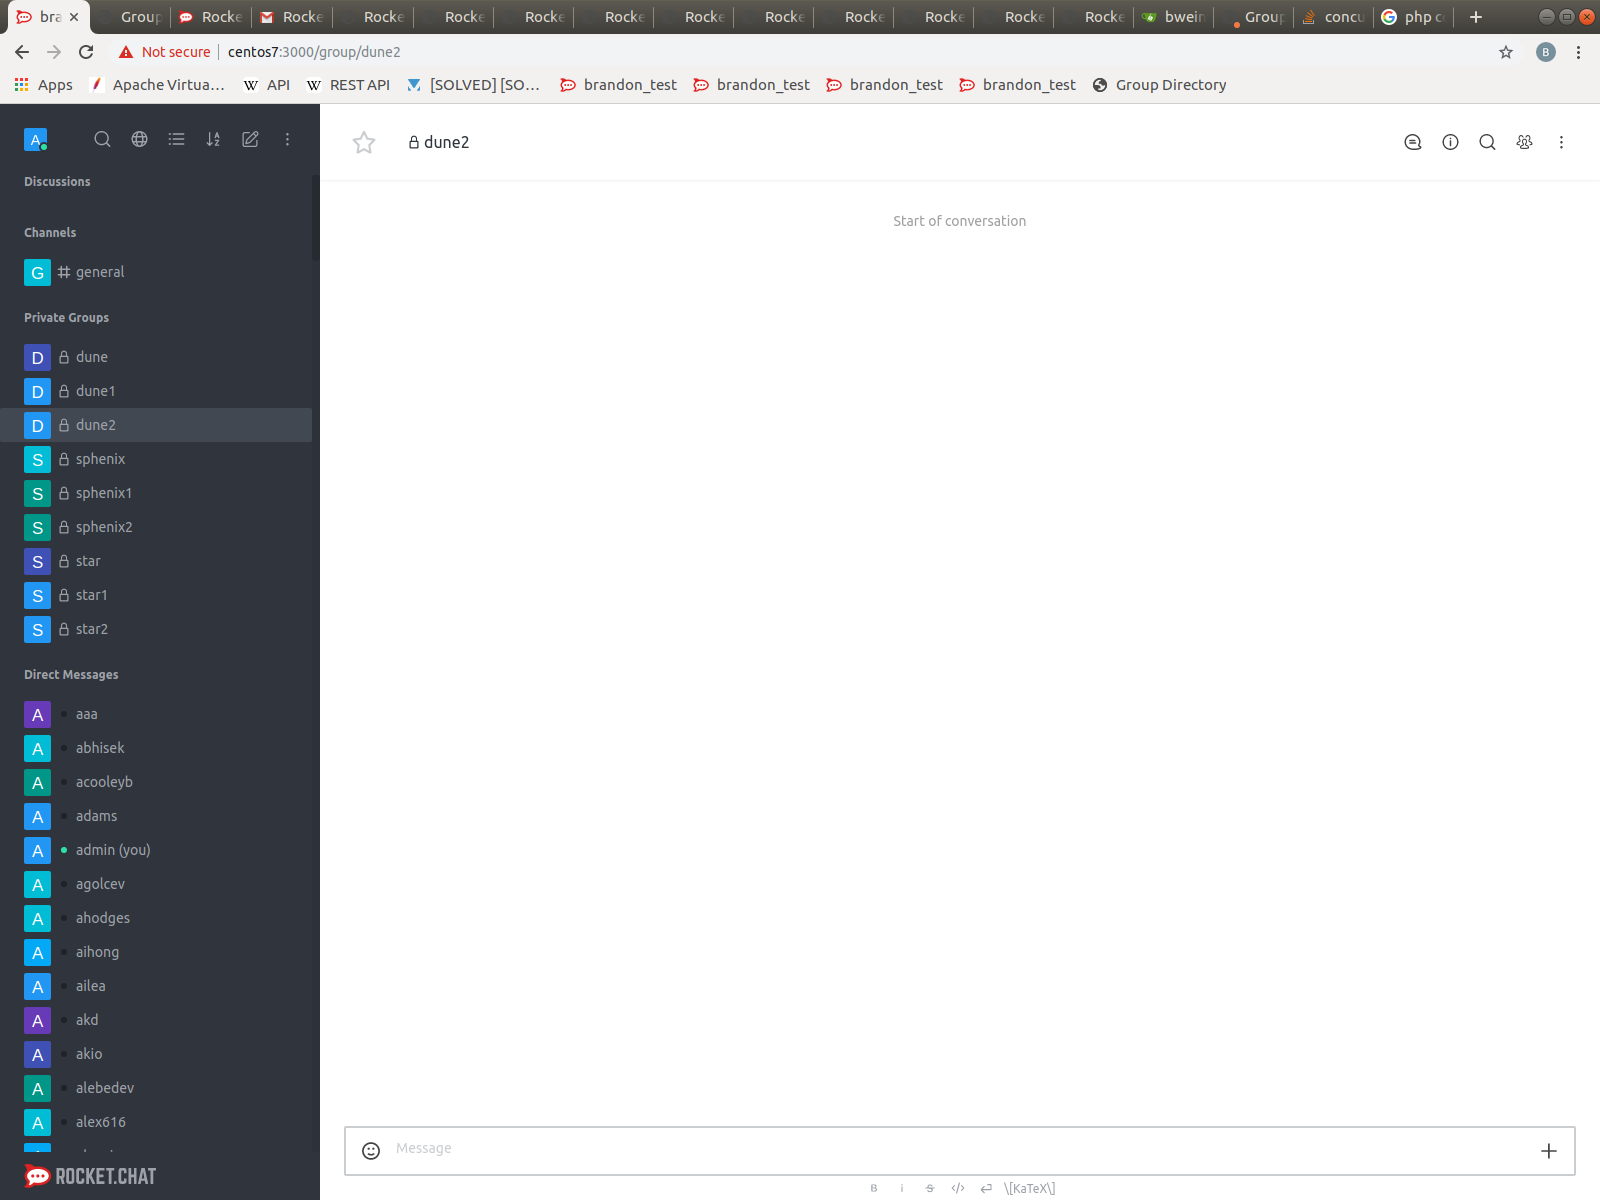 bra Group Rocke Rocke Rocke Rocke Rocke Rocke Rocke Rocke Rocke Rocke Rocke Rocke bwein Group concu php co
Not secure centos7:3000/group/dune2 B
Apps Apache Virtua... API REST API [SOLVED] [SO... brandon_test brandon_test brandon_test brandon_test Group Directory
A
dune2
Discussions
Start of conversation
Channels
G general
Private Groups
D dune
D dune1
D dune2
S sphenix
S sphenix1
S sphenix2
S star
S star1
S star2
Direct Messages
A aaa
A abhisek
A acooleyb
A adams
A admin (you)
A agolcev
A ahodges
A aihong
A ailea
A akd
A akio
A alebedev
A alex616
Message
ROCKET.CHAT
B i S </> \[KaTeX\]